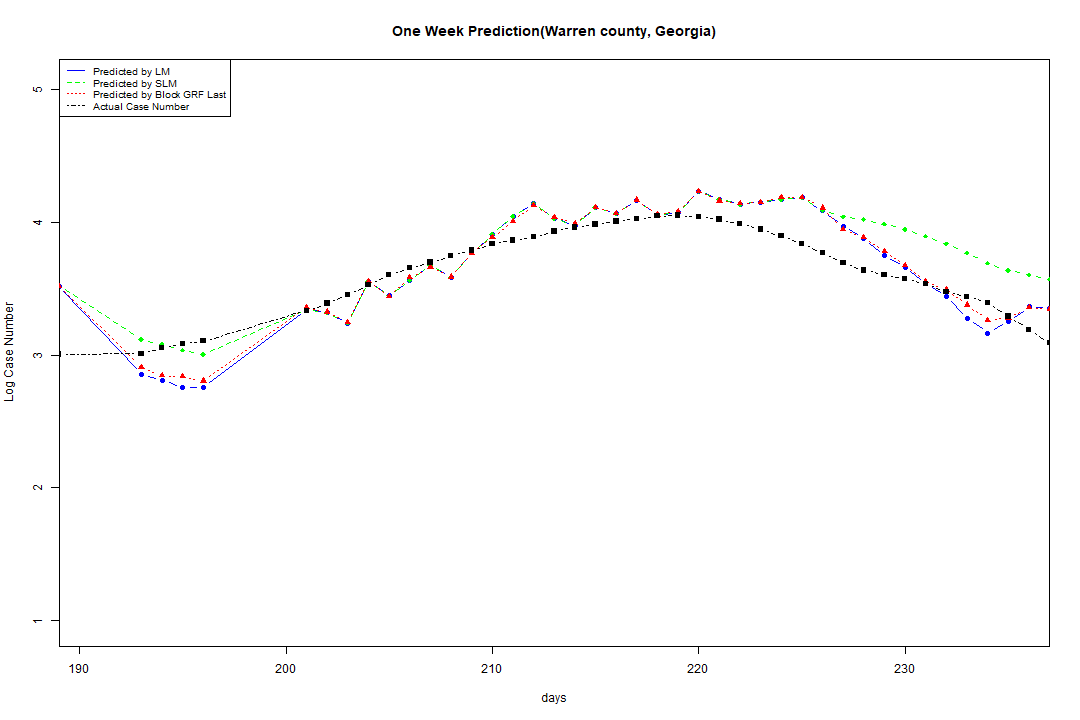 One Week Prediction(Warren county, Georgia)
Predicted by LM
Predicted by SLM
Predicted by Block GRF Last
Actual Case Number
5
4
3
2
1
Log Case Number
190 200 210 220 230
days